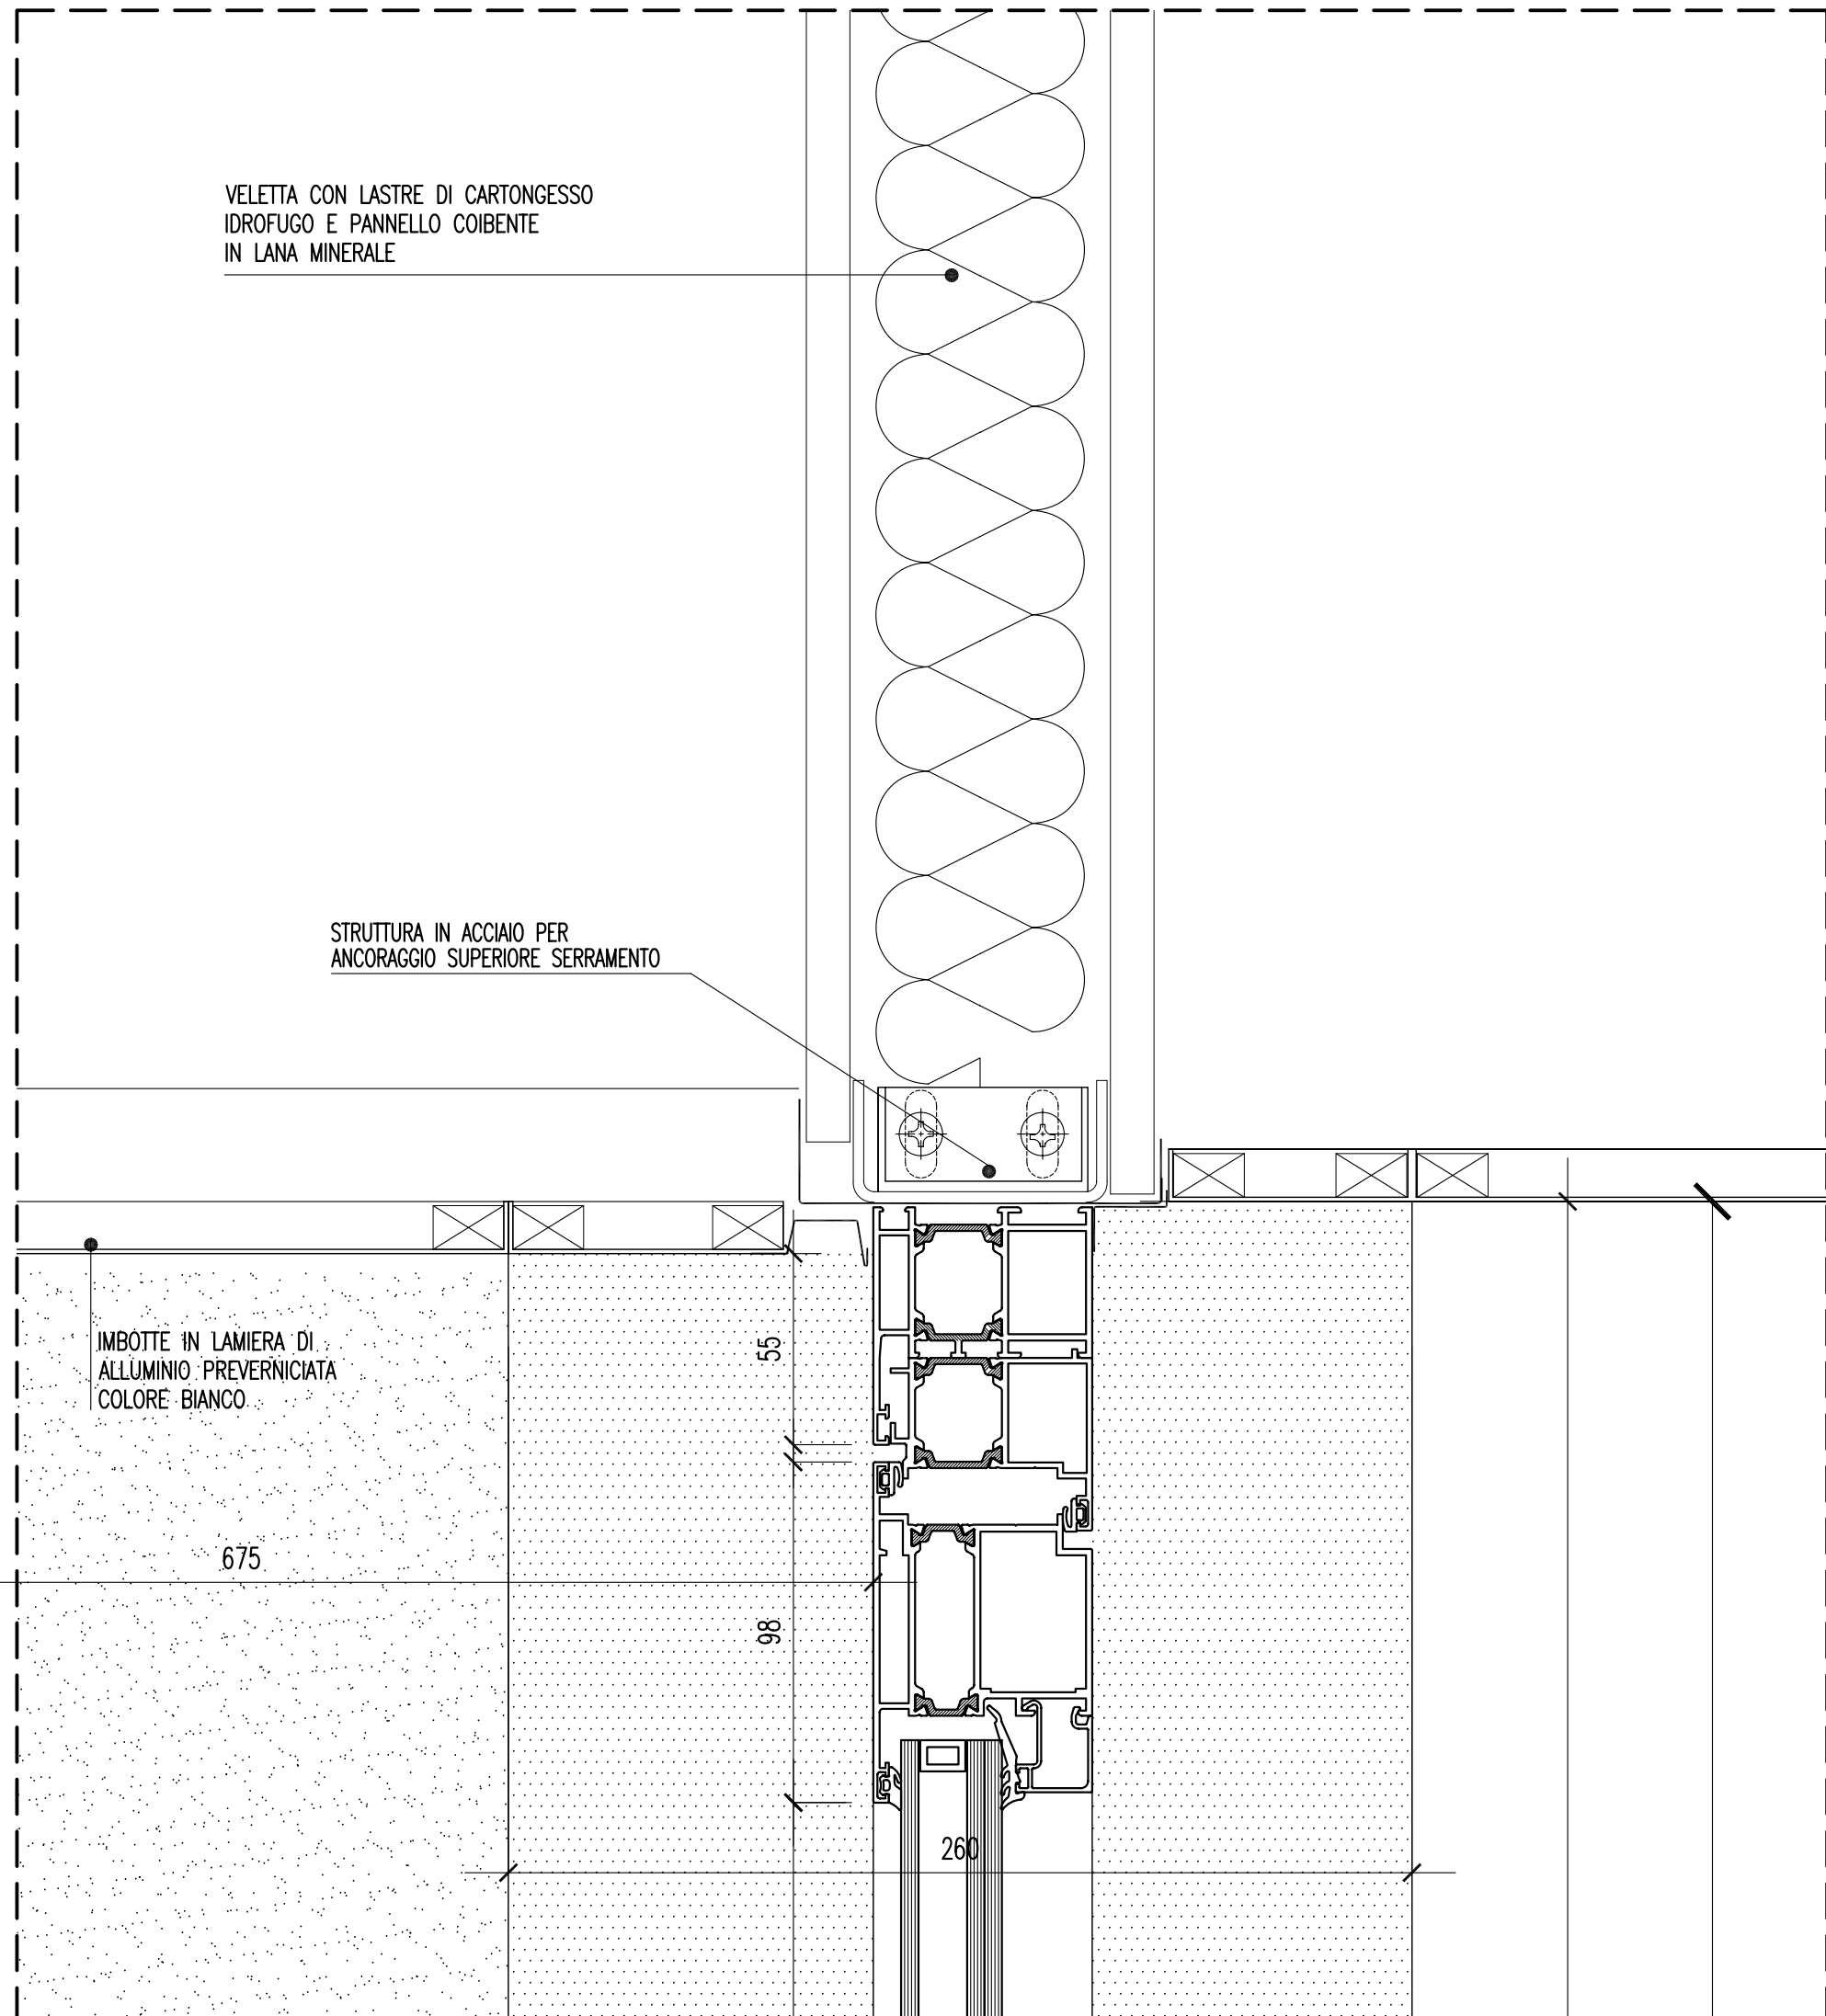 VELETTA CON LASTRE DI CARTONGESSO
IDROFUGO E PANNELLO COIBENTE
IN LANA MINERALE
STRUTTURA IN ACCIAIO PER
ANCORAGGIO SUPERIORE SERRAMENTO
IMBOTTE IN LAMIERA DI
ALLUMINIO PREVERNICIATA
COLORE BIANCO
55
675
98
260